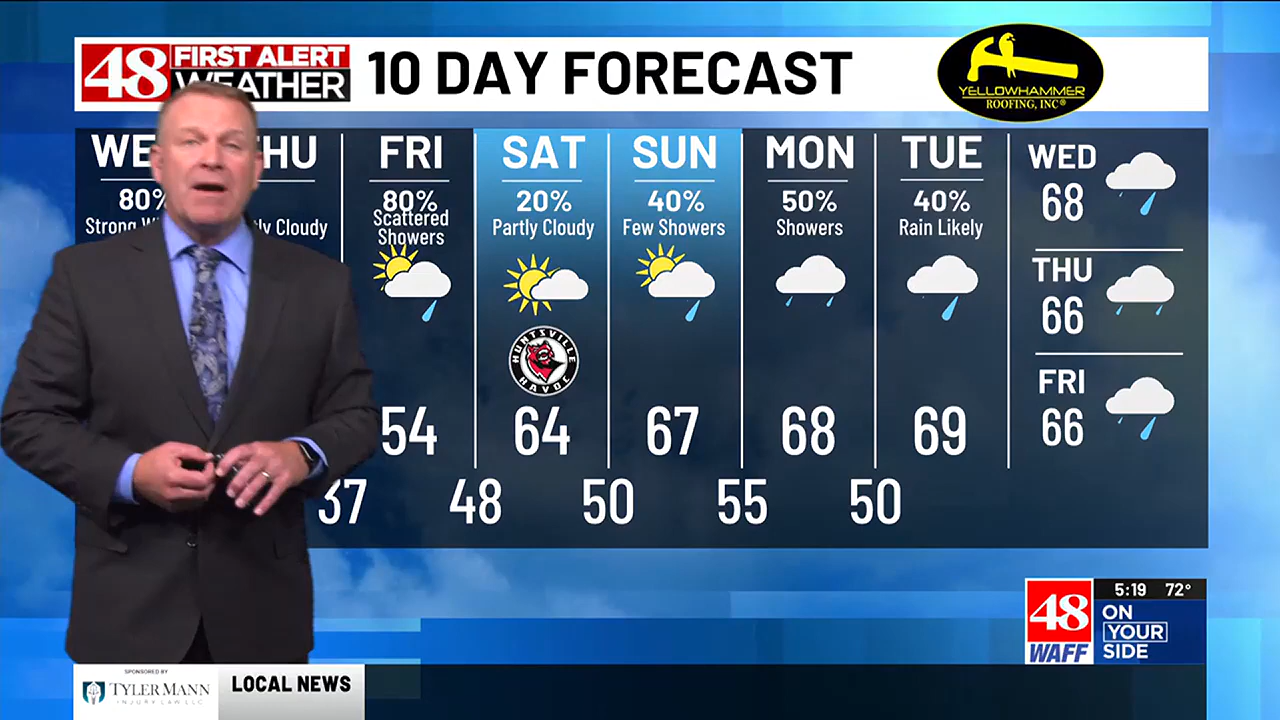 48 FIRST ALERT
WEATHER
10 DAY FORECAST
YELLOWHAMMER
ROOFING, INC®
FRI
80%
Scattered
Showers
54
SAT
20%
Partly Cloudy
HUNTSVILLE
HAVOC
64
SUN
40%
Few Showers
67
MON
50%
Showers
68
TUE
40%
Rain Likely
69
80%
Strong
Cloudy
37
48
50
55
50
WED
68
THU
66
FRI
66
48
WAFF
5:19 72°
ON
YOUR
SIDE
SPONSORED BY
TYLER MANN
INJURY LAW LLC
LOCAL NEWS